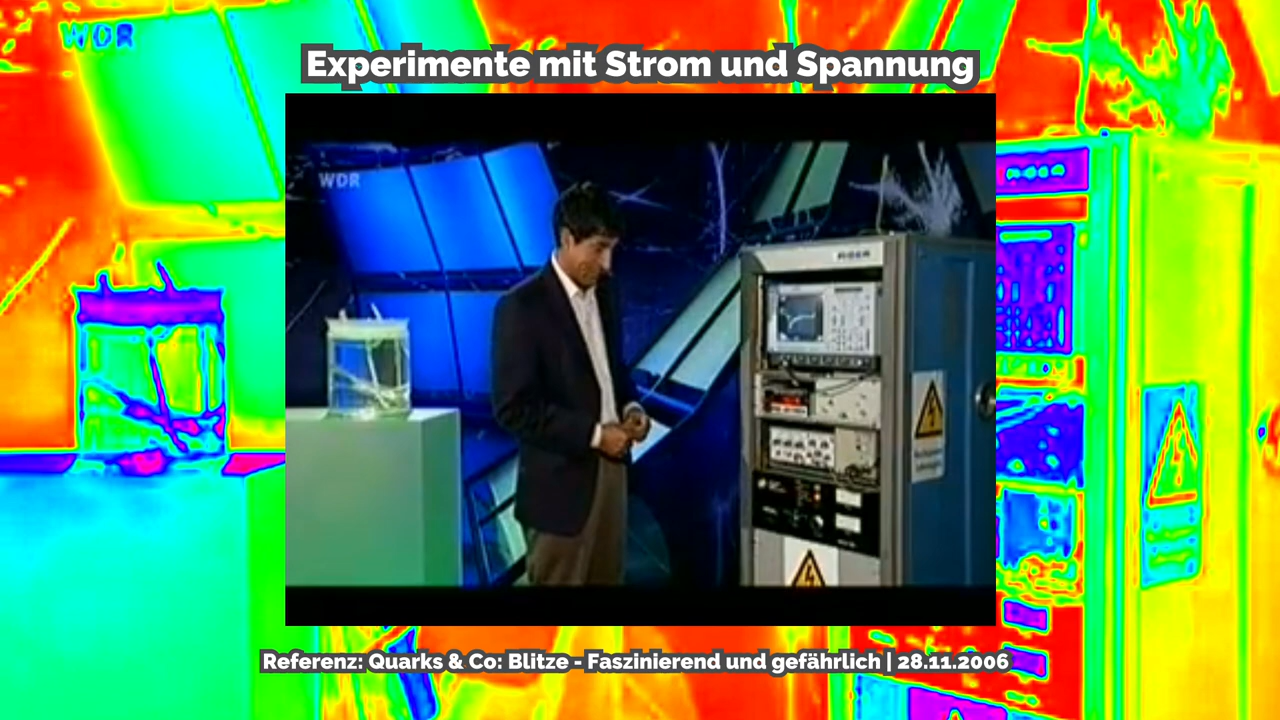 WDR
Experimente mit Strom und Spannung
WDR
Referenz: Quarks & Co: Blitze - Faszinierend und gefährlich | 28.11.2006